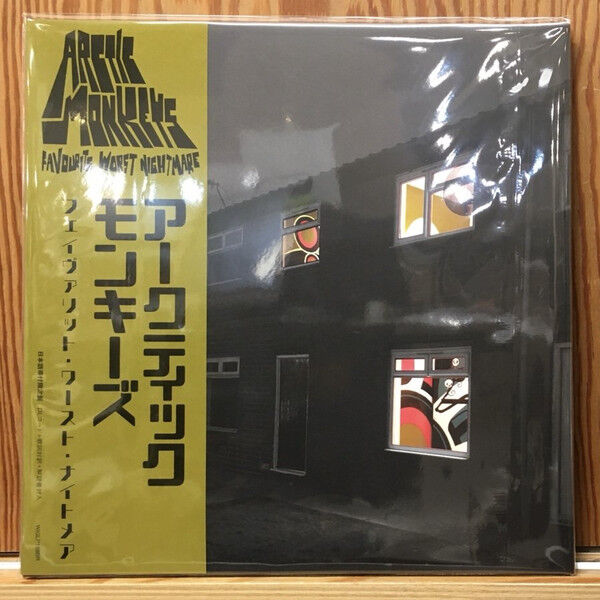 ARCTIC
MONKEYS
FAVOURITE WORST NIGHTMARE
アークティック
モンキーズ
フェイヴァリット・ワースト・ナイトメア